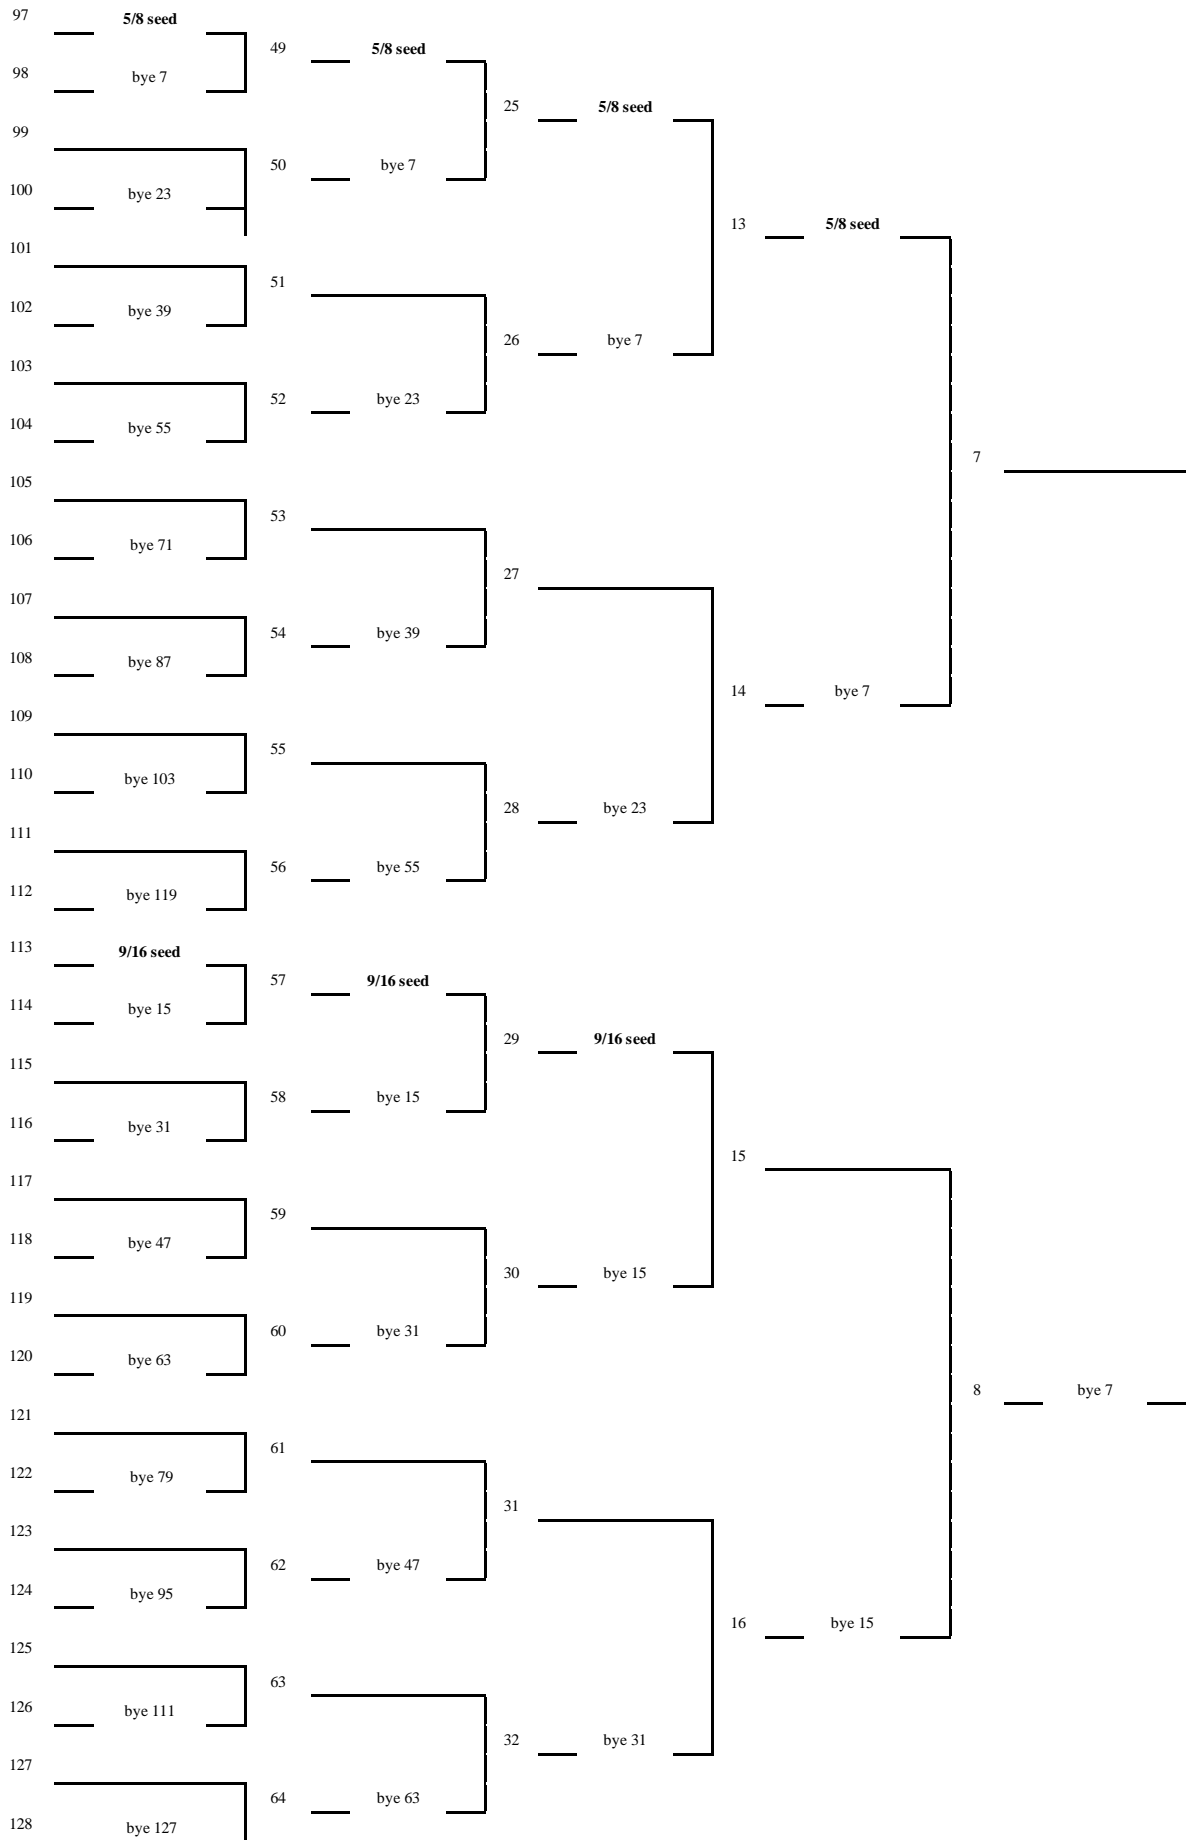 97 5/8 seed
49 5/8 seed
98 bye 7
25 5/8 seed
99
50 bye 7
100 bye 23
13 5/8 seed
101
51
102 bye 39
26 bye 7
103
52 bye 23
104 bye 55
7
105
53
106 bye 71
27
107
54 bye 39
108 bye 87
14 bye 7
109
55
110 bye 103
28 bye 23
111
56 bye 55
112 bye 119
113 9/16 seed
57 9/16 seed
114 bye 15
29 9/16 seed
115
58 bye 15
116 bye 31
15
117
59
118 bye 47
30 bye 15
119
60 bye 31
120 bye 63
8 bye 7
121
61
122 bye 79
31
123
62 bye 47
124 bye 95
16 bye 15
125
63
126 bye 111
32 bye 31
127
64 bye 63
128 bye 127